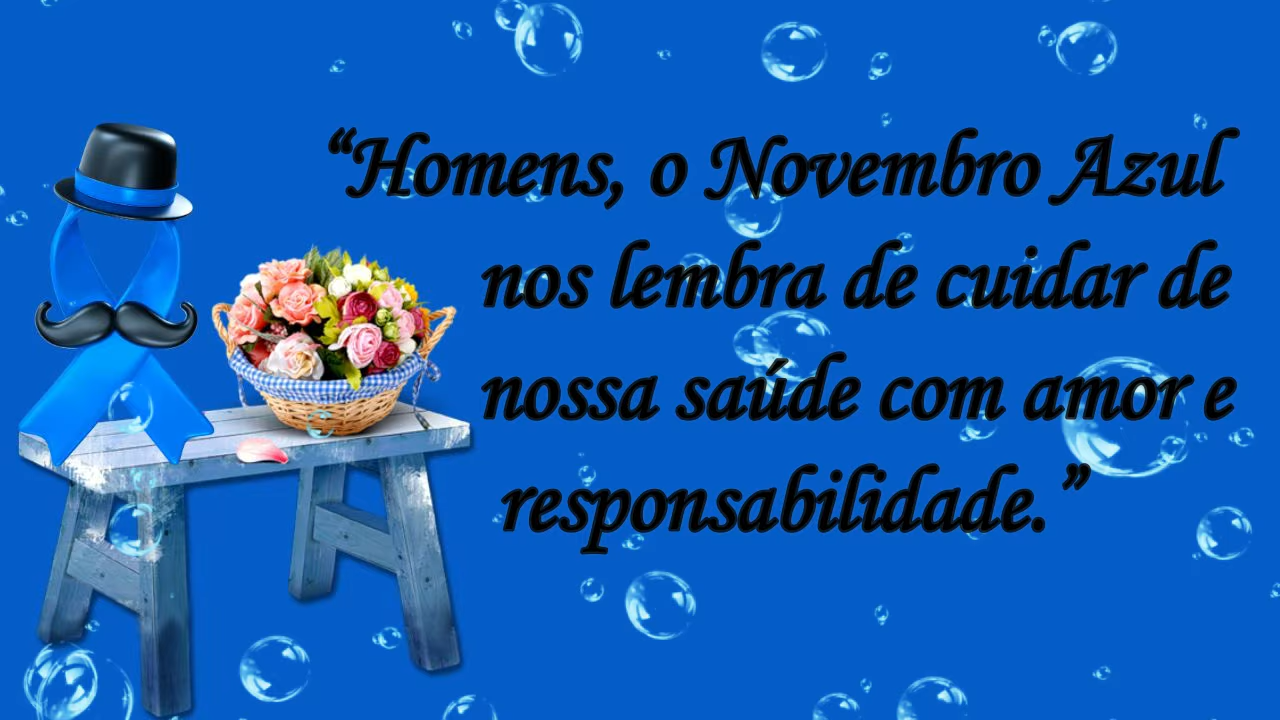 “Homens, o Novembro Azul
nos lembra de cuidar de
nossa saúde com amor e
responsabilidade.”